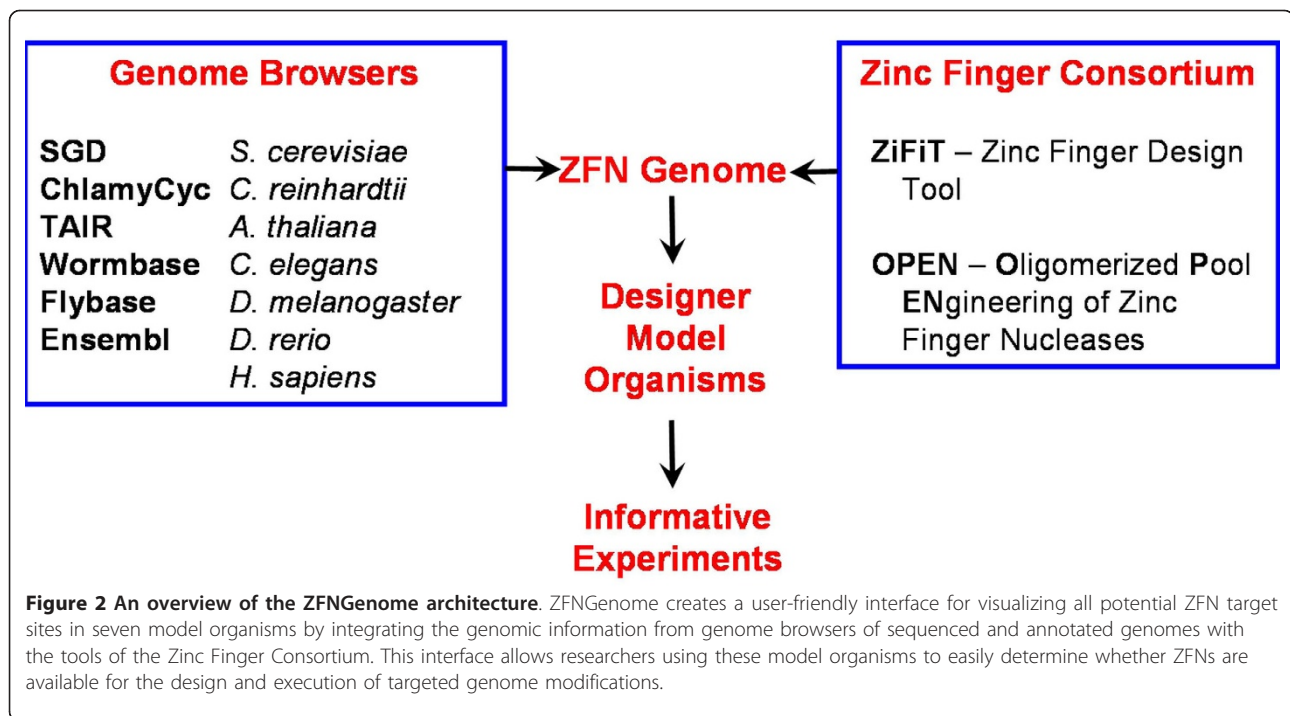 Genome Browsers
SGD S. cerevisiae
ChlamyCyc C. reinhardtii
TAIR A. thaliana
Wormbase C. elegans
Flybase D. melanogaster
Ensembl D. rerio
H. sapiens
ZFN Genome
Designer
Model
Organisms
Informative
Experiments
Zinc Finger Consortium
ZiFiT – Zinc Finger Design
Tool
OPEN – Oligomerized Pool
ENgineering of Zinc
Finger Nucleases
Figure 2 An overview of the ZFNGenome architecture. ZFNGenome creates a user-friendly interface for visualizing all potential ZFN target
sites in seven model organisms by integrating the genomic information from genome browsers of sequenced and annotated genomes with
the tools of the Zinc Finger Consortium. This interface allows researchers using these model organisms to easily determine whether ZFNs are
available for the design and execution of targeted genome modifications.